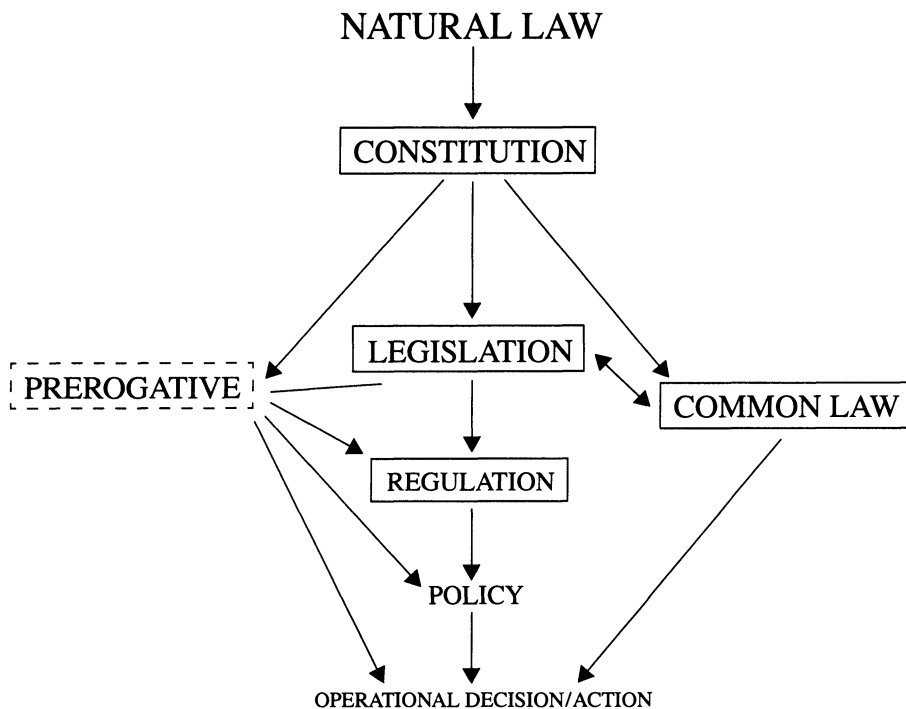 NATURAL LAW
CONSTITUTION
LEGISLATION
PREROGATIVE
COMMON LAW
REGULATION
POLICY
OPERATIONAL DECISION/ACTION